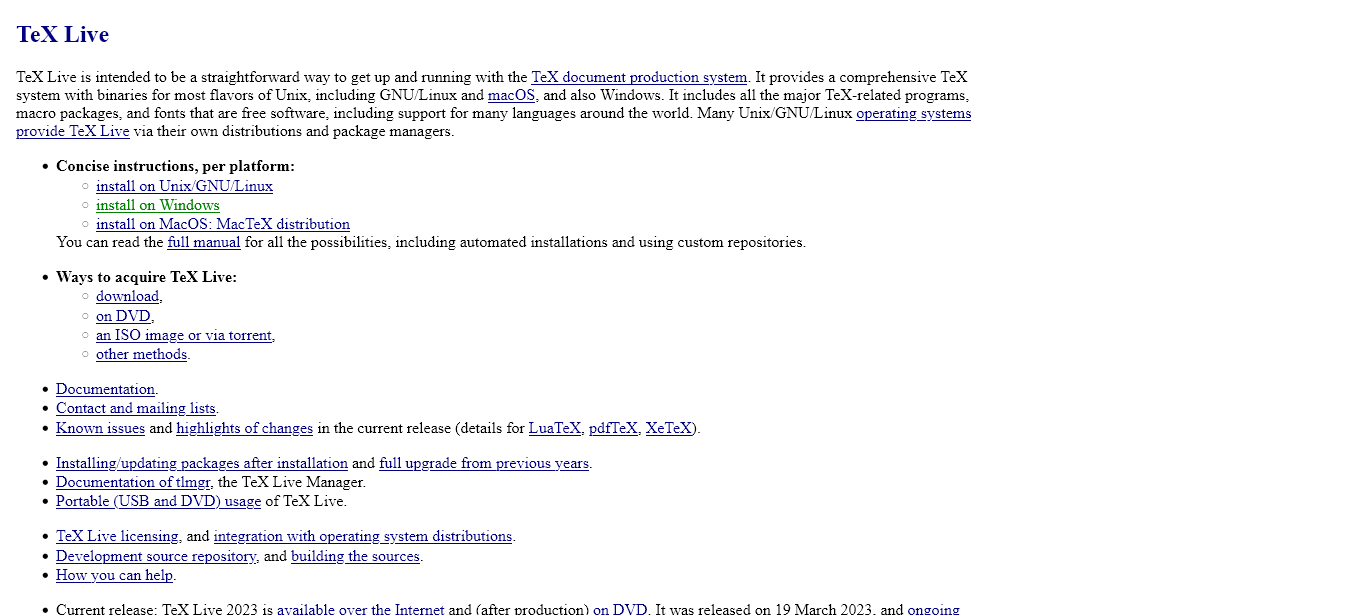 TeX Live
TeX Live is intended to be a straightforward way to get up and running with the TeX document production system. It provides a comprehensive TeX
system with binaries for most flavors of Unix, including GNU/Linux and macOS, and also Windows. It includes all the major TeX-related programs,
macro packages, and fonts that are free software, including support for many languages around the world. Many Unix/GNU/Linux operating systems
provide TeX Live via their own distributions and package managers.
Concise instructions, per platform:
install on Unix/GNU/Linux
install on Windows
install on MacOS: MacTeX distribution
You can read the full manual for all the possibilities, including automated installations and using custom repositories.
Ways to acquire TeX Live:
download,
on DVD,
an ISO image or via torrent,
other methods.
Documentation.
Contact and mailing lists.
Known issues and highlights of changes in the current release (details for LuaTeX, pdfTeX, XeTeX).
Installing/updating packages after installation and full upgrade from previous years.
Documentation of tlmgr, the TeX Live Manager.
Portable (USB and DVD) usage of TeX Live.
TeX Live licensing, and integration with operating system distributions.
Development source repository, and building the sources.
How you can help.
Current release: TeX Live 2023 is available over the Internet and (after production) on DVD. It was released on 19 March 2023, and ongoing